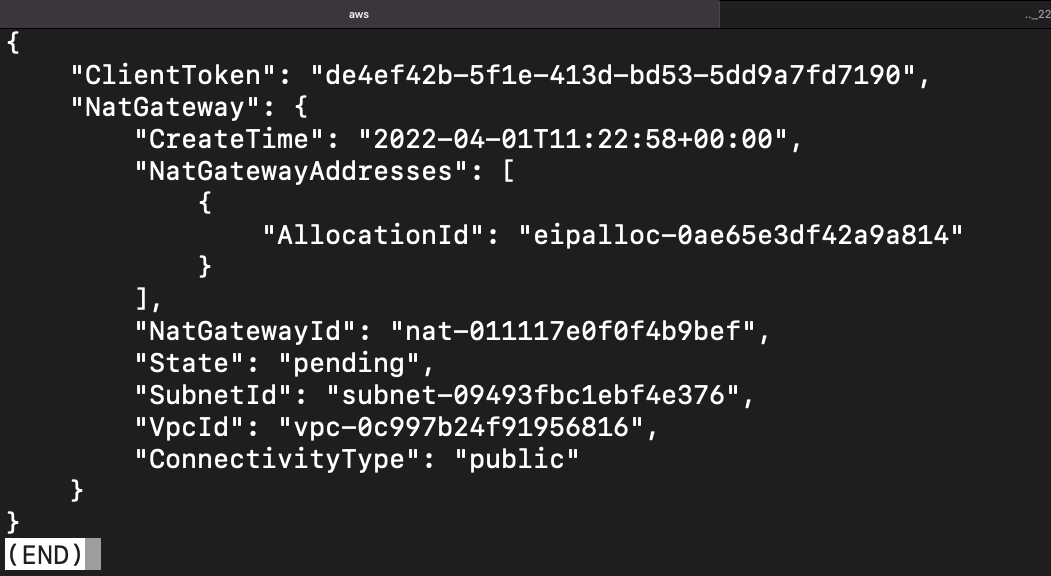 aws
.._22
{
    "ClientToken": "de4ef42b-5f1e-413d-bd53-5dd9a7fd7190",
    "NatGateway": {
        "CreateTime": "2022-04-01T11:22:58+00:00",
        "NatGatewayAddresses": [
            {
                "AllocationId": "eipalloc-0ae65e3df42a9a814"
            }
        ],
        "NatGatewayId": "nat-011117e0f0f4b9bef",
        "State": "pending",
        "SubnetId": "subnet-09493fbc1ebf4e376",
        "VpcId": "vpc-0c997b24f91956816",
        "ConnectivityType": "public"
    }
}
(END)